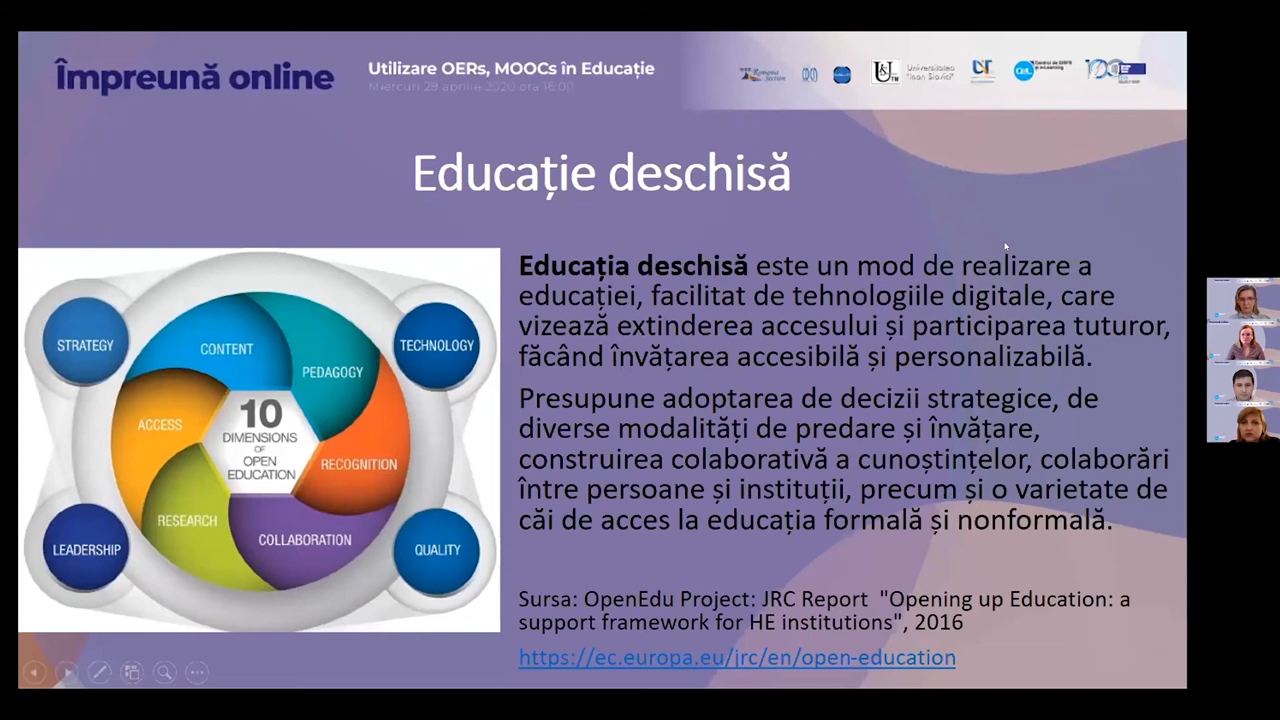 Împreună online
Utilizare OERs, MOOCs în Educație
Miercuri 29 aprilie 2020 ora 16:00
Universitatea
"Ioan Slavici"
Educație deschisă
STRATEGY
TECHNOLOGY
CONTENT
PEDAGOGY
ACCESS
10
DIMENSIONS
OF
OPEN
EDUCATION
RECOGNITION
RESEARCH
COLLABORATION
LEADERSHIP
QUALITY
Educația deschisă este un mod de realizare a
educației, facilitat de tehnologiile digitale, care
vizează extinderea accesului și participarea tuturor,
făcând învățarea accesibilă și personalizabilă.
Presupune adoptarea de decizii strategice, de
diverse modalități de predare și învățare,
construirea colaborativă a cunoștințelor, colaborări
între persoane și instituții, precum și o varietate de
căi de acces la educația formală și nonformală.
Sursa: OpenEdu Project: JRC Report "Opening up Education: a
support framework for HE institutions", 2016
https://ec.europa.eu/jrc/en/open-education